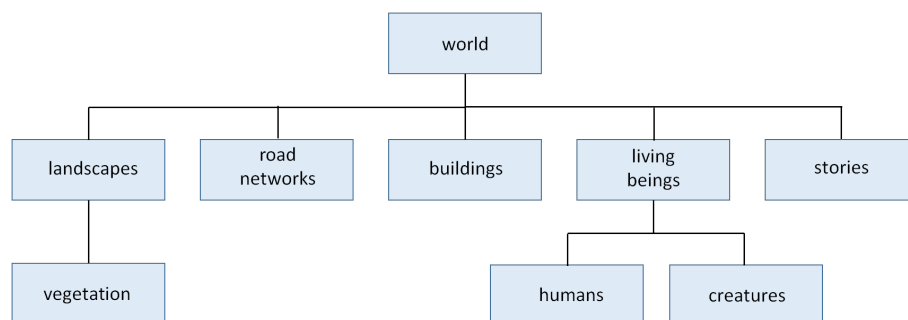 world
landscapes
road
networks
buildings
living
beings
stories
vegetation
humans
creatures